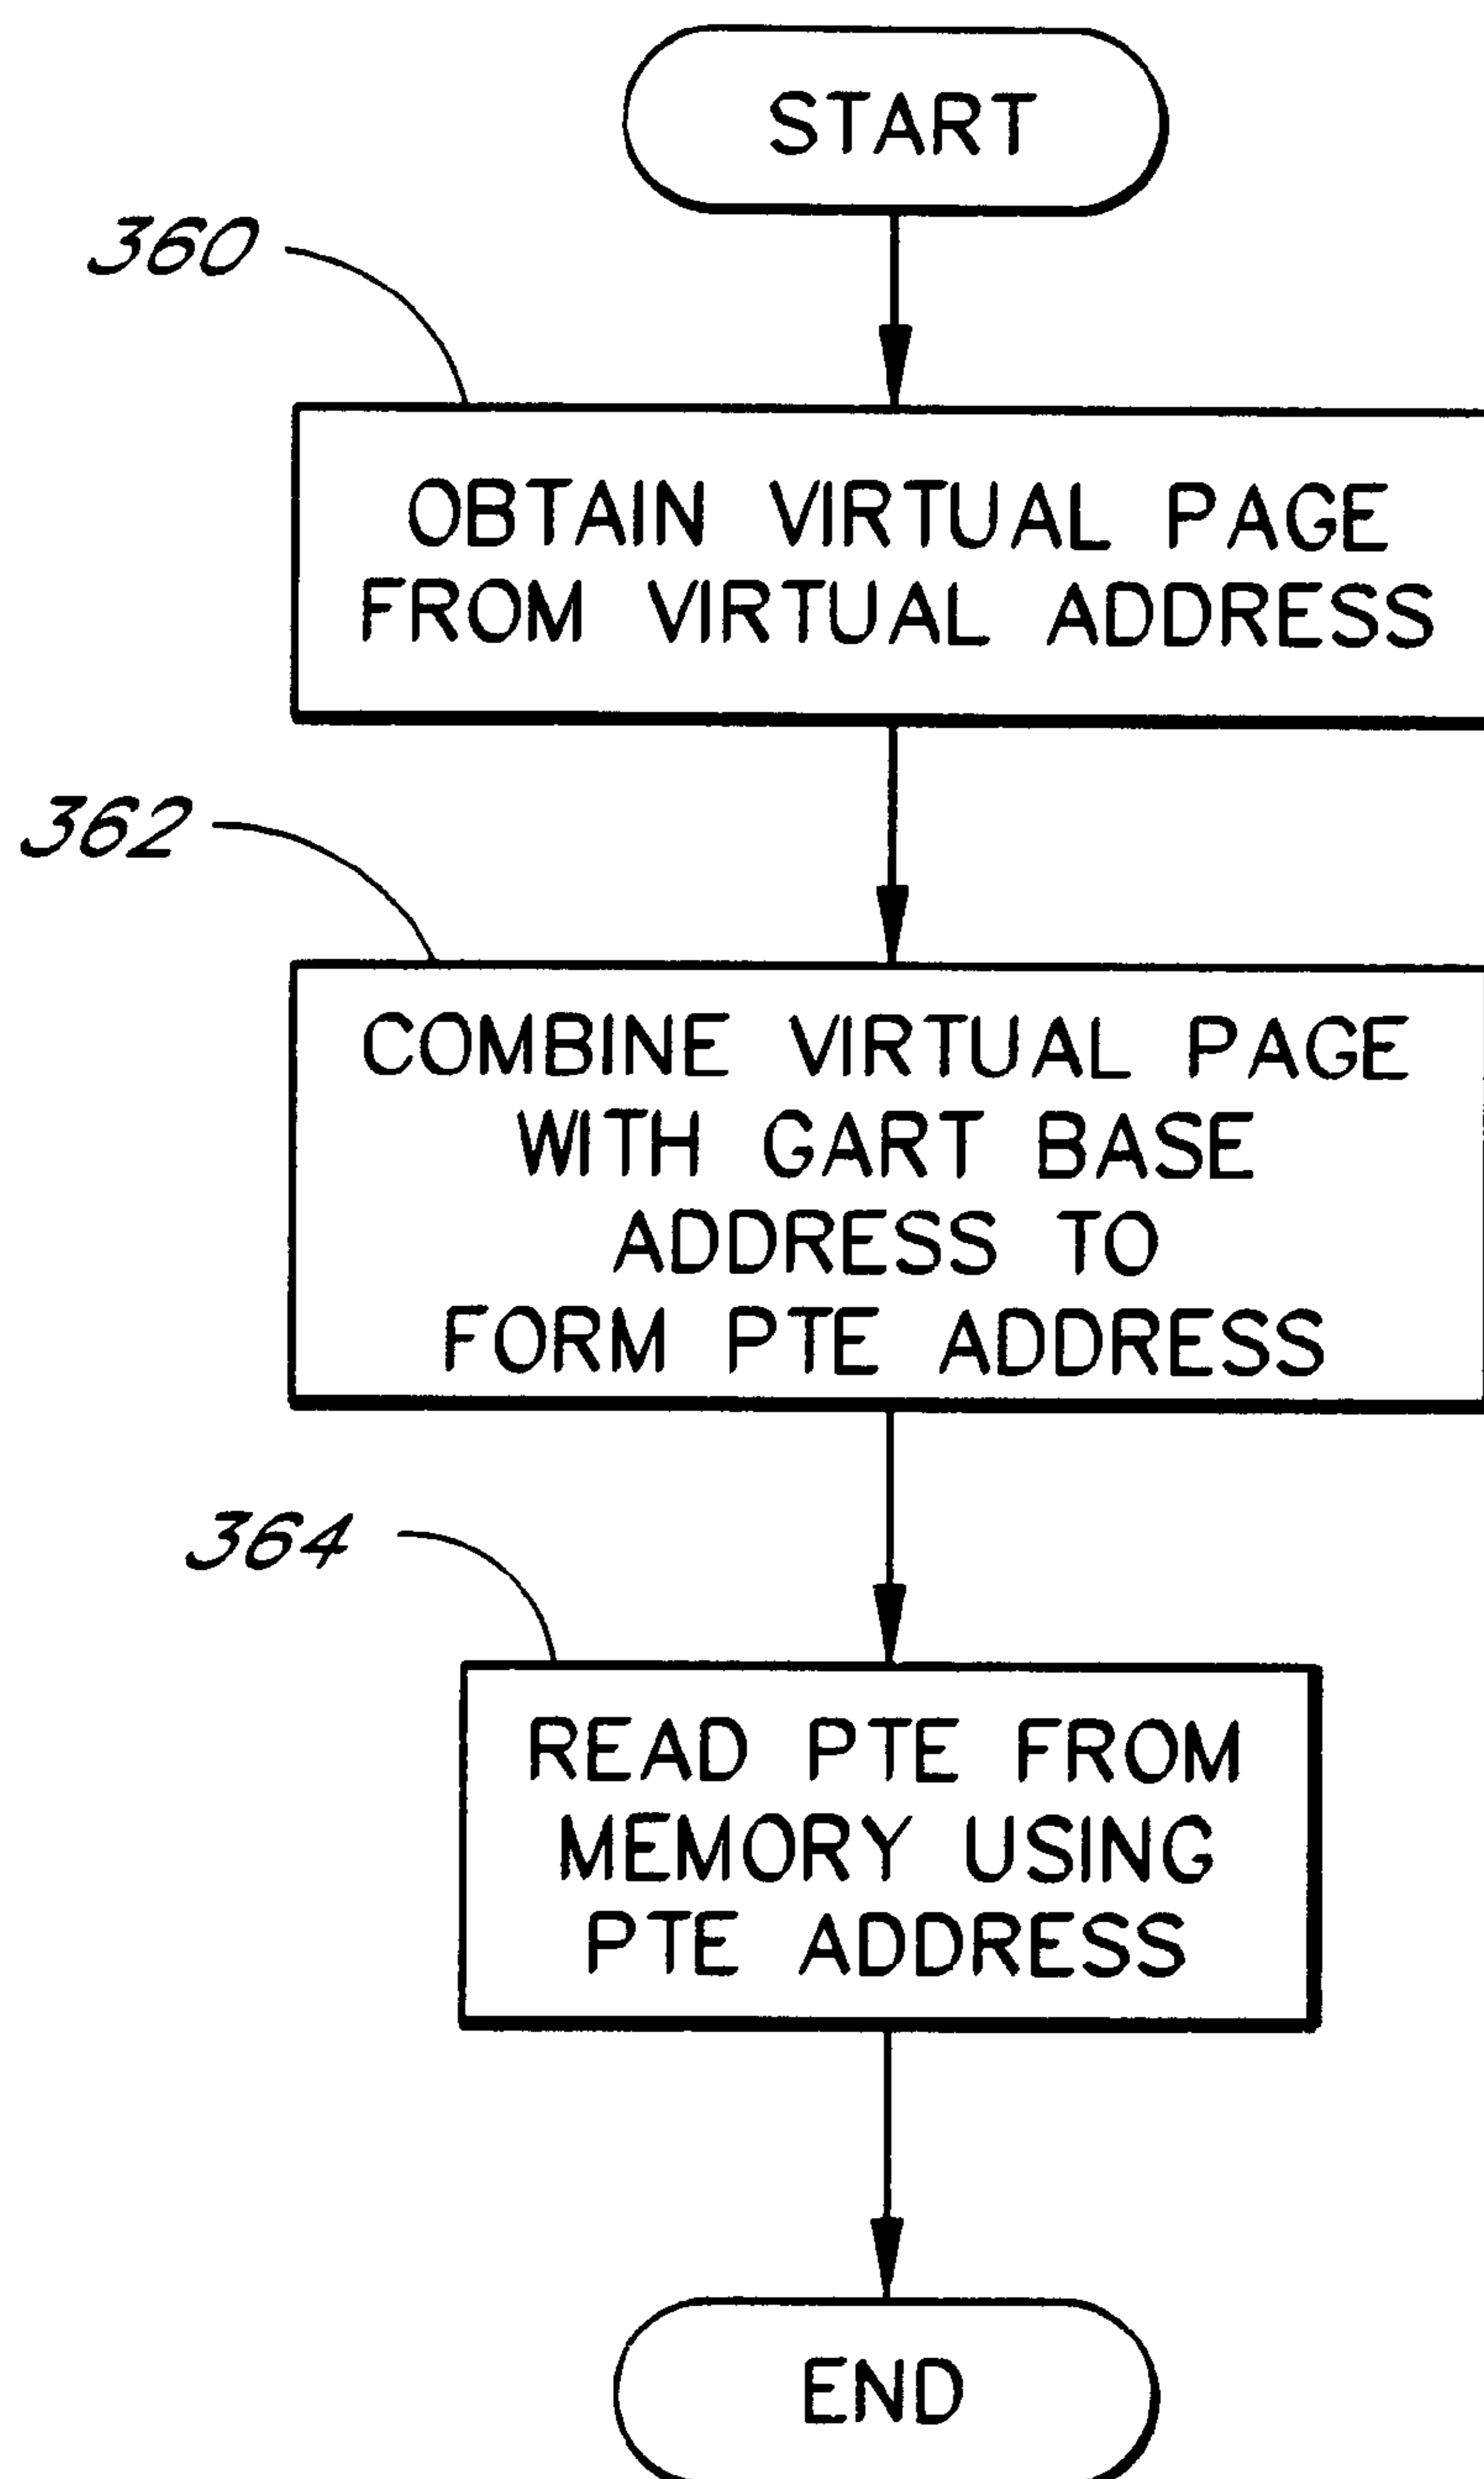 START
360
OBTAIN VIRTUAL PAGE
FROM VIRTUAL ADDRESS
362
COMBINE VIRTUAL PAGE
WITH GART BASE
ADDRESS TO
FORM PTE ADDRESS
364
READ PTE FROM
MEMORY USING
PTE ADDRESS
END